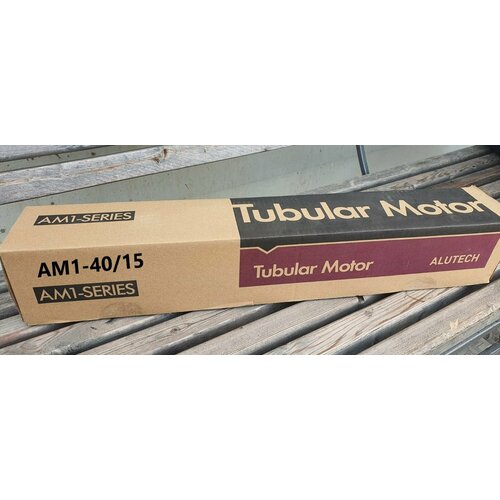 AM1-SERIES
Tubular Motor
AM1-40/15
AM1-SERIES
Tubular Motor
ALUTECH